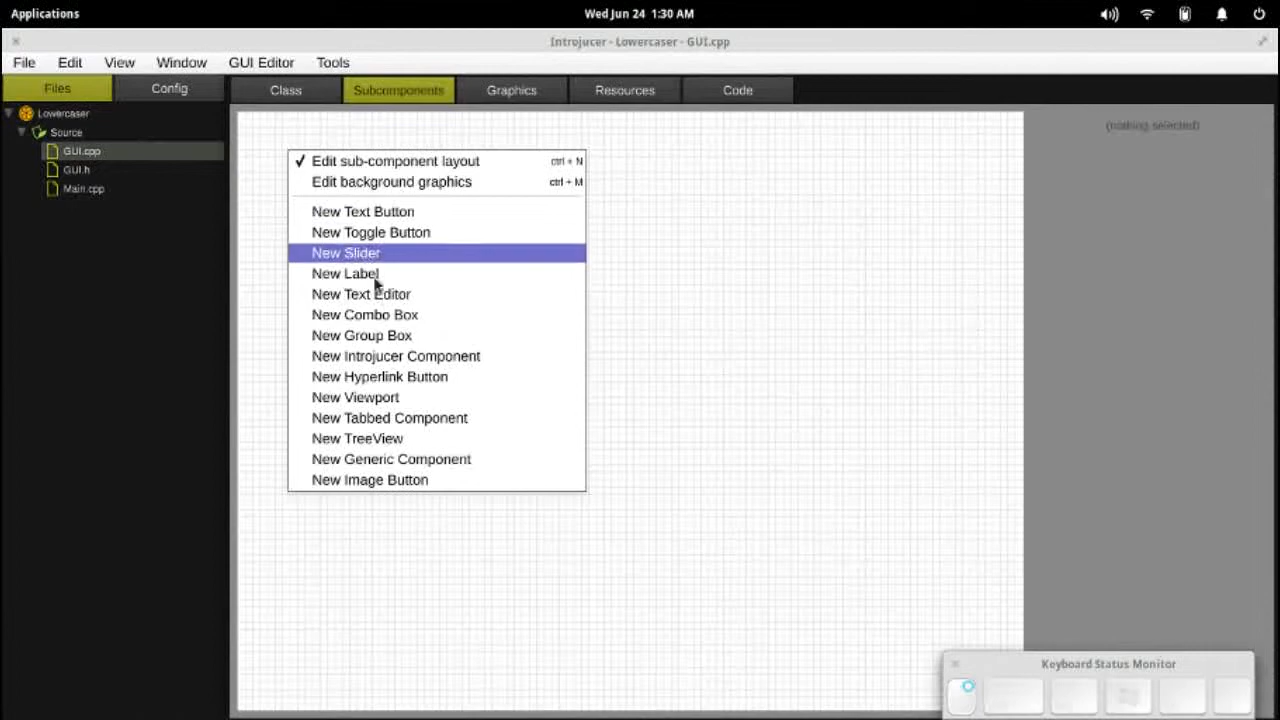 Applications
Wed Jun 24 1:30 AM
Introjucer - Lowercaser - GUI.cpp
File Edit View Window GUI Editor Tools
Files Config
Class Subcomponents Graphics Resources Code
Lowercaser
Source
GUI.cpp
GUI.h
Main.cpp
(nothing selected)
Edit sub-component layout ctrl + N
Edit background graphics ctrl + M
New Text Button
New Toggle Button
New Slider
New Label
New Text Editor
New Combo Box
New Group Box
New Introjucer Component
New Hyperlink Button
New Viewport
New Tabbed Component
New TreeView
New Generic Component
New Image Button
Keyboard Status Monitor